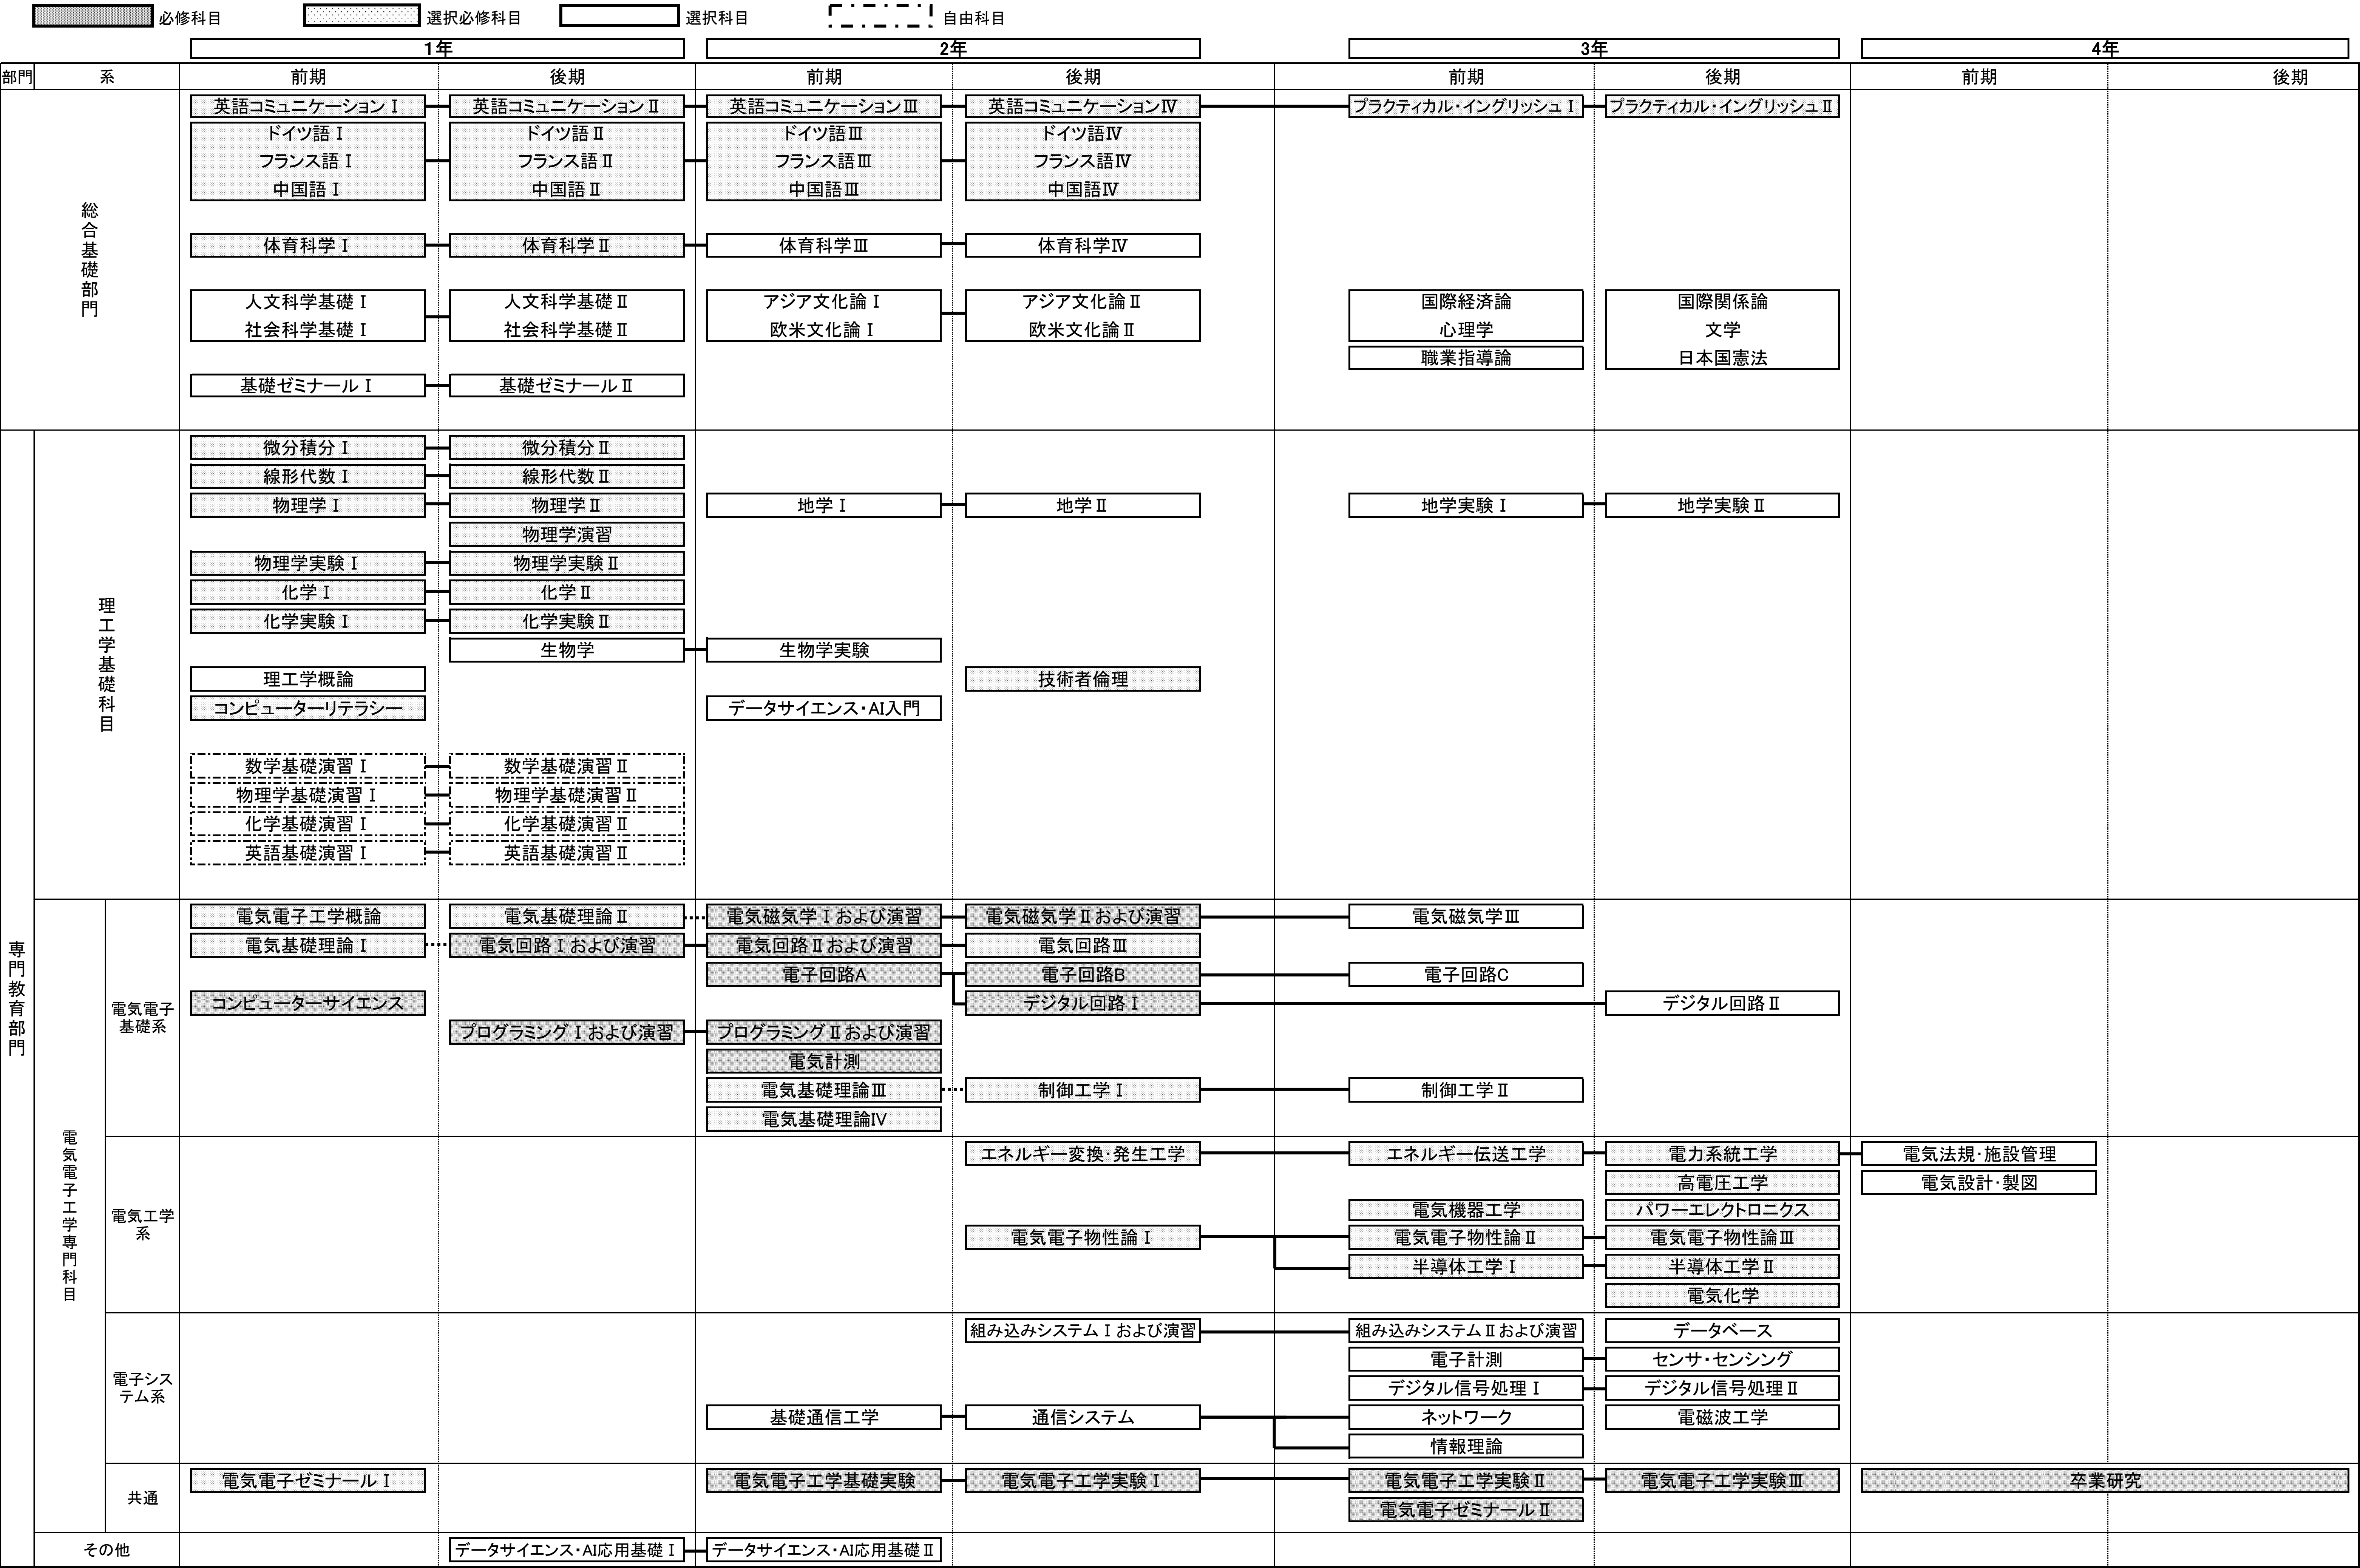 必修科目 選択必修科目 選択科目 自由科目
1年 2年 3年 4年
部門 系 前期 後期 前期 後期 前期 後期 前期 後期
総合基礎部門
英語コミュニケーションⅠ 英語コミュニケーションⅡ 英語コミュニケーションⅢ 英語コミュニケーションⅣ プラクティカル・イングリッシュⅠ プラクティカル・イングリッシュⅡ
ドイツ語Ⅰ ドイツ語Ⅱ ドイツ語Ⅲ ドイツ語Ⅳ
フランス語Ⅰ フランス語Ⅱ フランス語Ⅲ フランス語Ⅳ
中国語Ⅰ 中国語Ⅱ 中国語Ⅲ 中国語Ⅳ
体育科学Ⅰ 体育科学Ⅱ 体育科学Ⅲ 体育科学Ⅳ
人文科学基礎Ⅰ 人文科学基礎Ⅱ アジア文化論Ⅰ アジア文化論Ⅱ 国際経済論 国際関係論
社会科学基礎Ⅰ 社会科学基礎Ⅱ 欧米文化論Ⅰ 欧米文化論Ⅱ 心理学 文学
職業指導論 日本国憲法
基礎ゼミナールⅠ 基礎ゼミナールⅡ
専門教育部門
理工学基礎科目
微分積分Ⅰ 微分積分Ⅱ
線形代数Ⅰ 線形代数Ⅱ
物理学Ⅰ 物理学Ⅱ 地学Ⅰ 地学Ⅱ 地学実験Ⅰ 地学実験Ⅱ
物理学演習
物理学実験Ⅰ 物理学実験Ⅱ
化学Ⅰ 化学Ⅱ
化学実験Ⅰ 化学実験Ⅱ
生物学 生物学実験
理工学概論 技術者倫理
コンピューターリテラシー データサイエンス・AI入門
数学基礎演習Ⅰ 数学基礎演習Ⅱ
物理学基礎演習Ⅰ 物理学基礎演習Ⅱ
化学基礎演習Ⅰ 化学基礎演習Ⅱ
英語基礎演習Ⅰ 英語基礎演習Ⅱ
電気電子工学専門科目
電気電子
基礎系
電気電子工学概論 電気基礎理論Ⅱ 電気磁気学Ⅰおよび演習 電気磁気学Ⅱおよび演習 電気磁気学Ⅲ
電気基礎理論Ⅰ 電気回路Ⅰおよび演習 電気回路Ⅱおよび演習 電気回路Ⅲ
電子回路A 電子回路B 電子回路C
コンピューターサイエンス デジタル回路Ⅰ デジタル回路Ⅱ
プログラミングⅠおよび演習 プログラミングⅡおよび演習
電気計測
電気基礎理論Ⅲ 制御工学Ⅰ 制御工学Ⅱ
電気基礎理論Ⅳ
電気工学
系
エネルギー変換・発生工学 エネルギー伝送工学 電力系統工学 電気法規・施設管理
高電圧工学 電気設計・製図
電気機器工学 パワーエレクトロニクス
電気電子物性論Ⅰ 電気電子物性論Ⅱ 電気電子物性論Ⅲ
半導体工学Ⅰ 半導体工学Ⅱ
電気化学
電子シス
テム系
組み込みシステムⅠおよび演習 組み込みシステムⅡおよび演習 データベース
電子計測 センサ・センシング
デジタル信号処理Ⅰ デジタル信号処理Ⅱ
基礎通信工学 通信システム ネットワーク 電磁波工学
情報理論
共通
電気電子ゼミナールⅠ 電気電子工学基礎実験 電気電子工学実験Ⅰ 電気電子工学実験Ⅱ 電気電子工学実験Ⅲ 卒業研究
電気電子ゼミナールⅡ
その他 データサイエンス・AI応用基礎Ⅰ データサイエンス・AI応用基礎Ⅱ